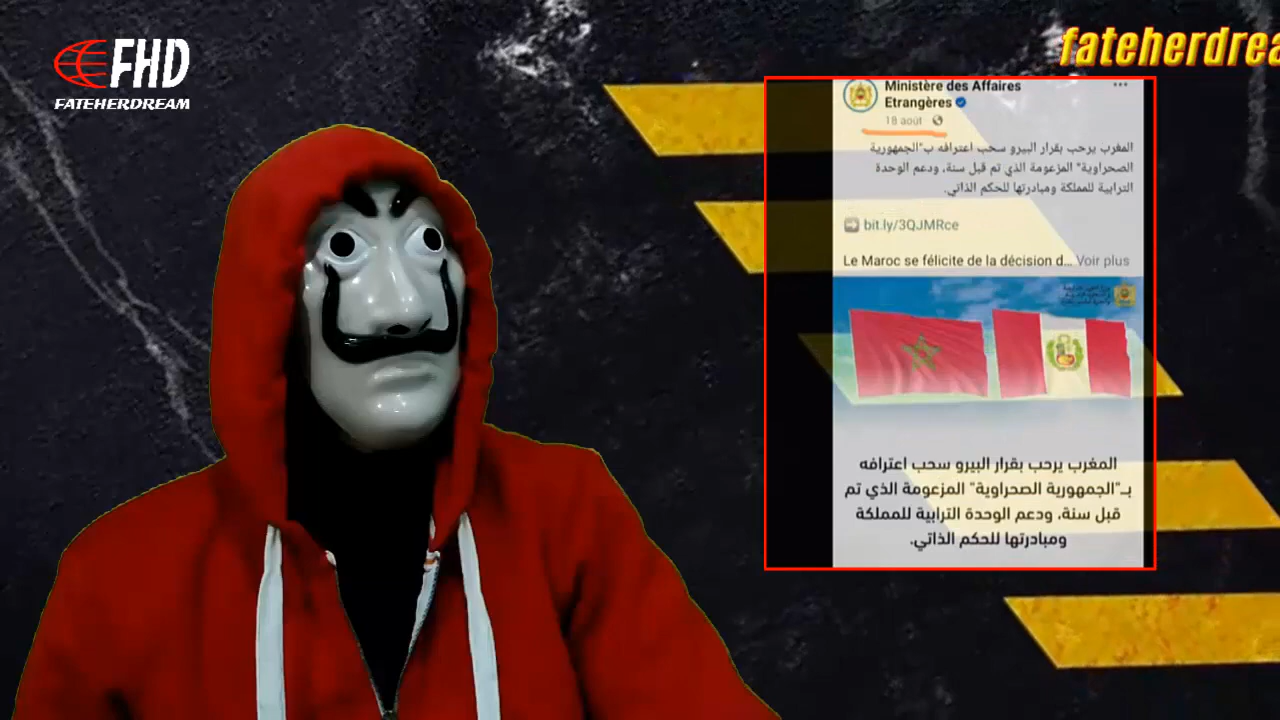 FHD
FATEHERDREAM
fateherdrea
Ministère des Affaires
Etrangères
18 août
المغرب يرحب بقرار البيرو سحب اعترافه ب"الجمهورية
الصحراوية" المزعومة الذي تم قبل سنة، ودعم الوحدة
الترابية للمملكة ومبادرتها للحكم الذاتي.
bit.ly/3QJMRce
Le Maroc se félicite de la décision d... Voir plus
المغرب يرحب بقرار البيرو سحب اعترافه
بـ"الجمهورية الصحراوية" المزعومة الذي تم
قبل سنة، ودعم الوحدة الترابية للمملكة
ومبادرتها للحكم الذاتي.